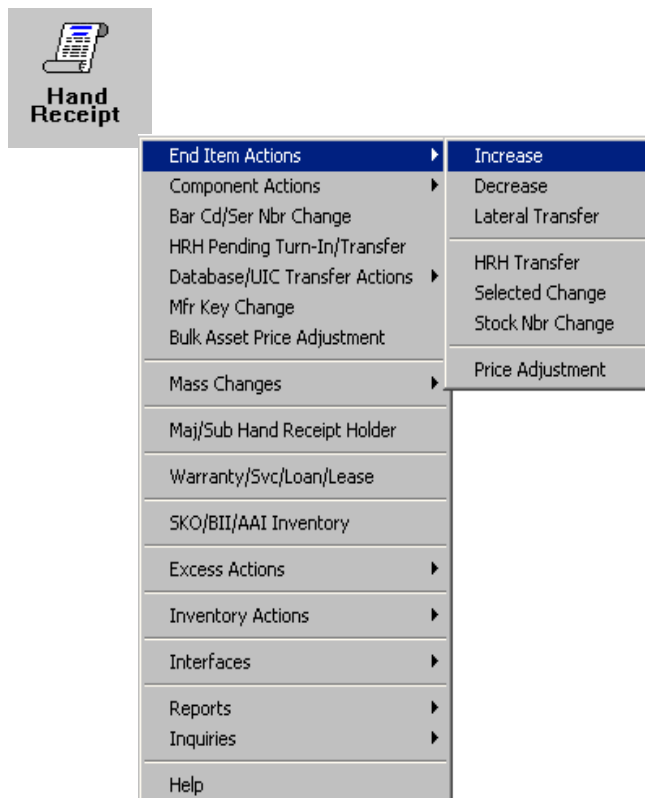 Hand
Receipt
End Item Actions
Component Actions
Bar Cd/Ser Nbr Change
HRH Pending Turn-In/Transfer
Database/UIC Transfer Actions
Mfr Key Change
Bulk Asset Price Adjustment
Mass Changes
Maj/Sub Hand Receipt Holder
Warranty/Svc/Loan/Lease
SKO/BII/AAI Inventory
Excess Actions
Inventory Actions
Interfaces
Reports
Inquiries
Help
Increase
Decrease
Lateral Transfer
HRH Transfer
Selected Change
Stock Nbr Change
Price Adjustment